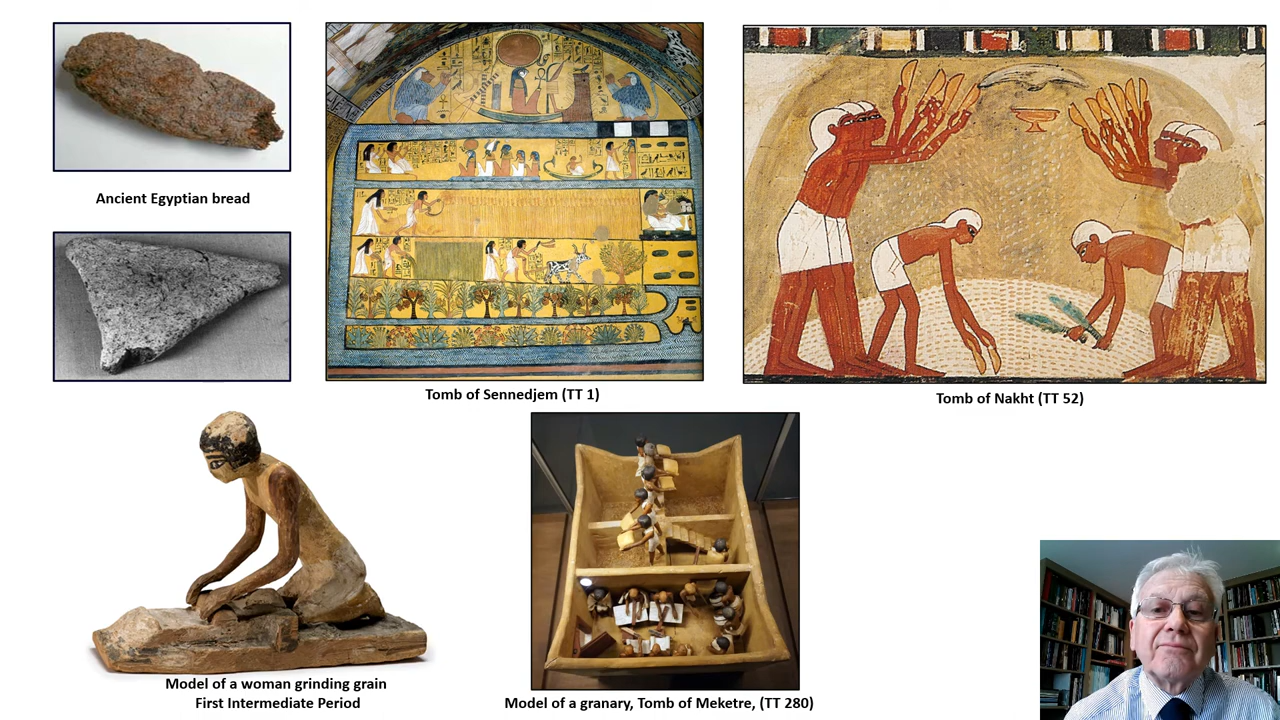 Ancient Egyptian bread
Tomb of Sennedjem (TT 1)
Tomb of Nakht (TT 52)
Model of a woman grinding grain
First Intermediate Period
Model of a granary, Tomb of Meketre, (TT 280)